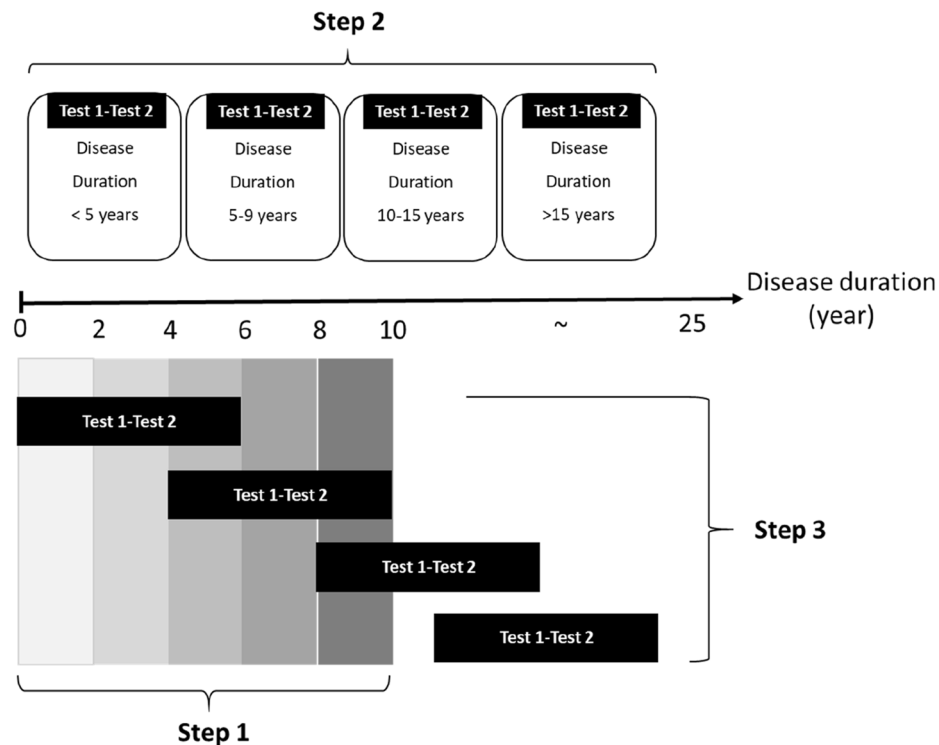 Step 2
Test 1-Test 2 Test 1-Test 2 Test 1-Test 2 Test 1-Test 2
Disease Disease Disease Disease
Duration Duration Duration Duration
< 5 years 5-9 years 10-15 years >15 years
Disease duration
(year)
0 2 4 6 8 10 ~ 25
Test 1-Test 2
Test 1-Test 2
Step 3
Test 1-Test 2
Test 1-Test 2
Step 1